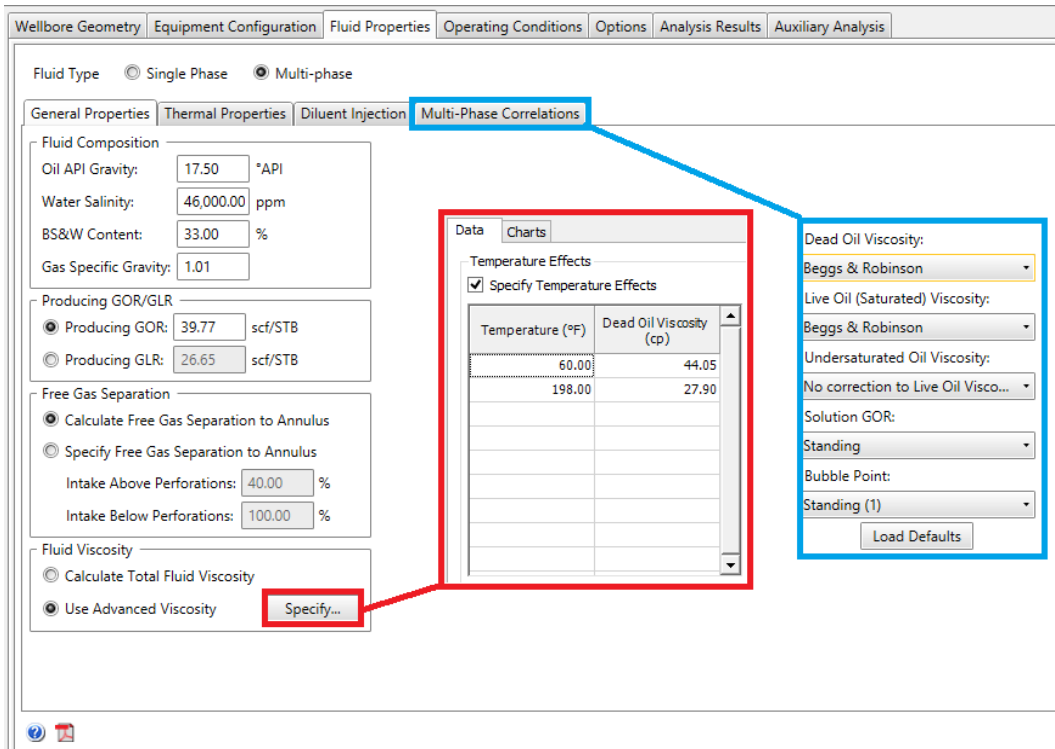 Wellbore Geometry Equipment Configuration Fluid Properties Operating Conditions Options Analysis Results Auxiliary Analysis
Fluid Type Single Phase Multi-phase
General Properties Thermal Properties Diluent Injection Multi-Phase Correlations
Fluid Composition
Oil API Gravity: 17.50 °API
Water Salinity: 46,000.00 ppm
BS&W Content: 33.00 %
Gas Specific Gravity: 1.01
Producing GOR/GLR
Producing GOR: 39.77 scf/STB
Producing GLR: 26.65 scf/STB
Free Gas Separation
Calculate Free Gas Separation to Annulus
Specify Free Gas Separation to Annulus
Intake Above Perforations: 40.00 %
Intake Below Perforations: 100.00 %
Fluid Viscosity
Calculate Total Fluid Viscosity
Use Advanced Viscosity Specify...
Data Charts
Temperature Effects
Specify Temperature Effects
Temperature (°F) Dead Oil Viscosity
(cp)
60.00 44.05
198.00 27.90
Dead Oil Viscosity:
Beggs & Robinson
Live Oil (Saturated) Viscosity:
Beggs & Robinson
Undersaturated Oil Viscosity:
No correction to Live Oil Visco...
Solution GOR:
Standing
Bubble Point:
Standing (1)
Load Defaults